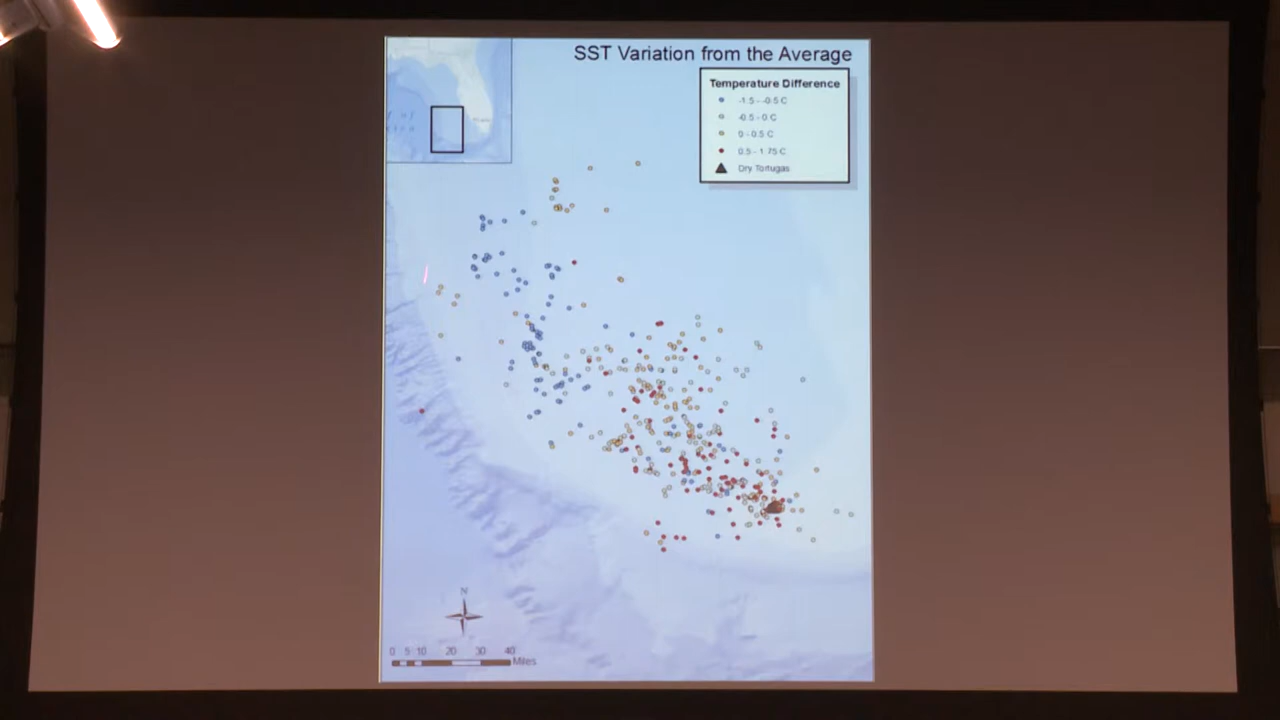 SST Variation from the Average
Temperature Difference
-1.5 - -0.5 C
-0.5 - 0 C
0 - 0.5 C
0.5 - 1.75 C
Dry Tortugas
N
0 5 10 20 30 40
Miles